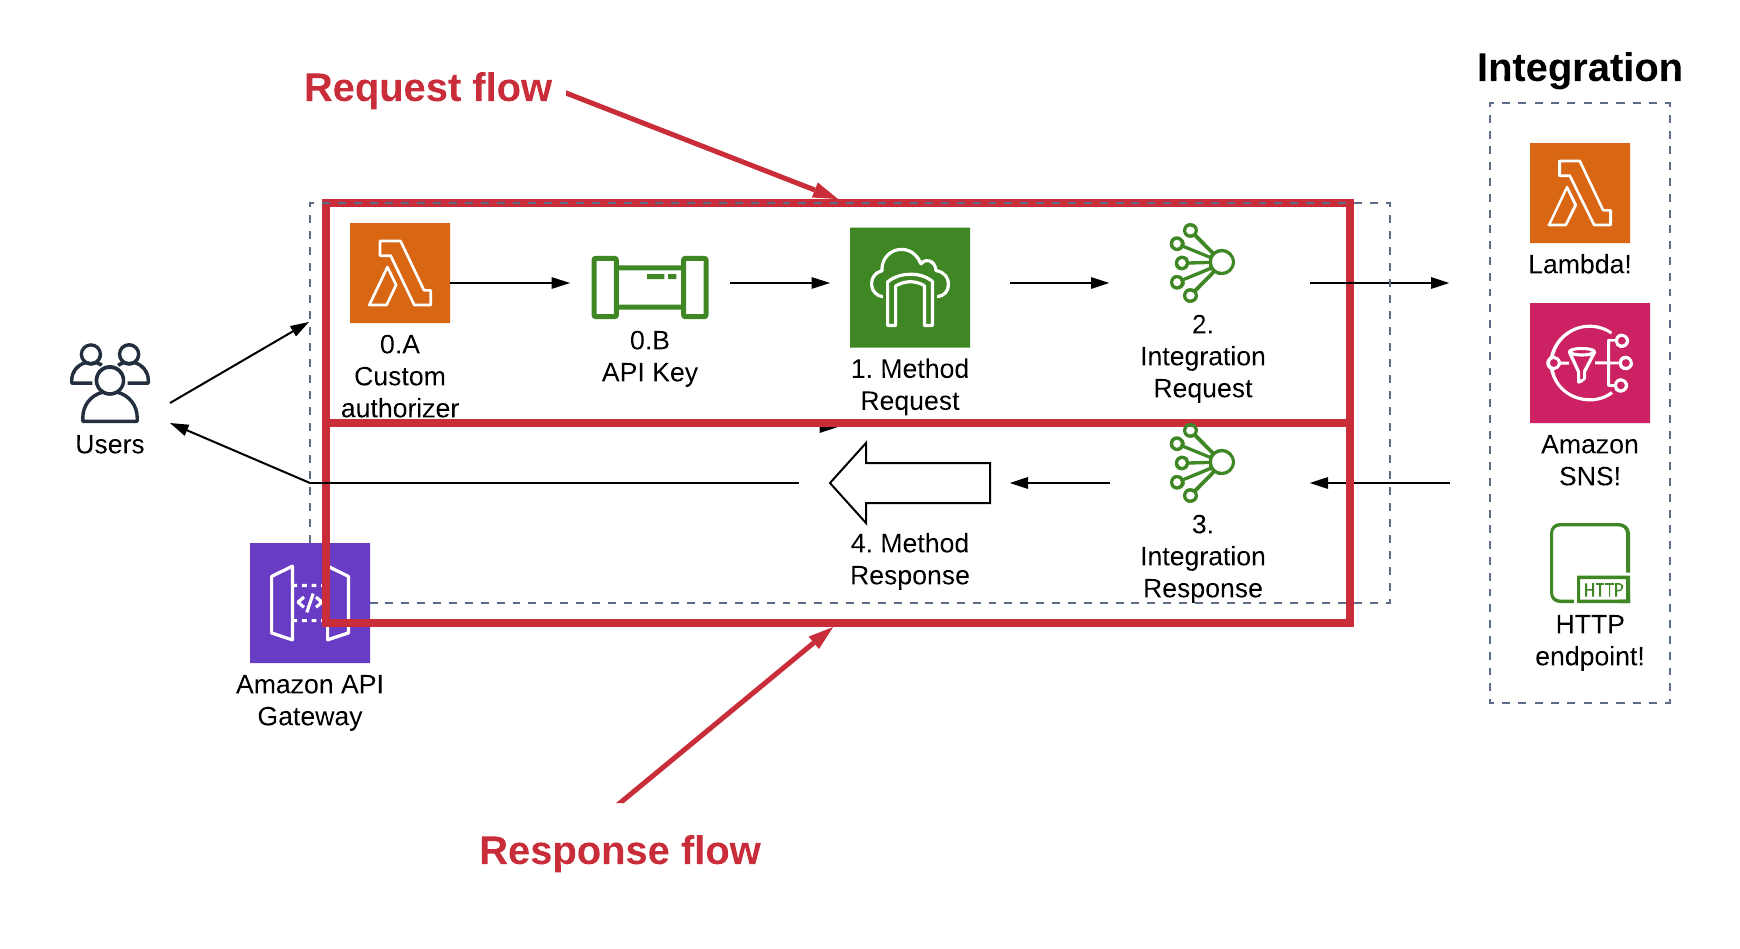 Integration
Request flow
Lambda!
0.A
Custom
authorizer
0.B
API Key
1. Method
Request
2.
Integration
Request
Users
Amazon
SNS!
4. Method
Response
3.
Integration
Response
HTTP
HTTP
endpoint!
</>
Amazon API
Gateway
Response flow